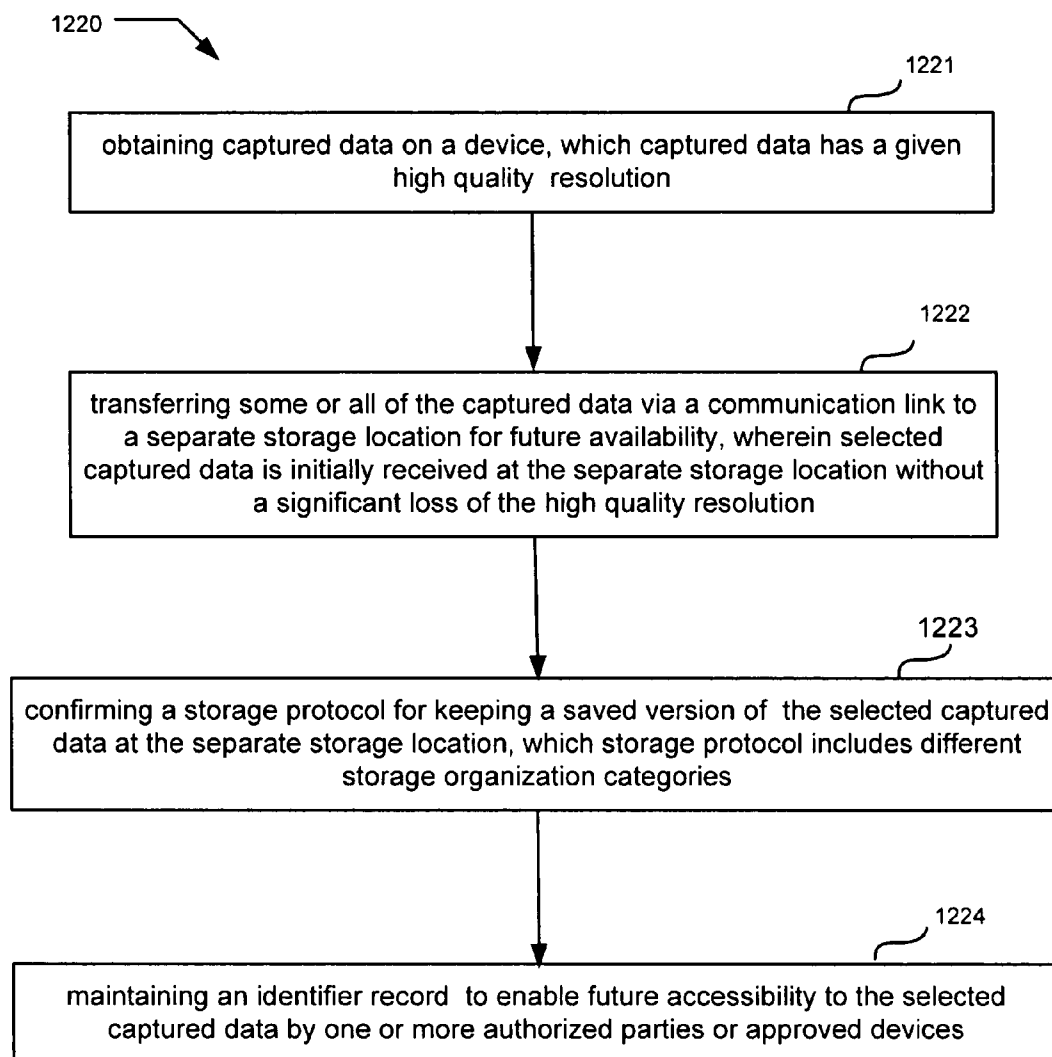 1220
1221
obtaining captured data on a device, which captured data has a given
high quality resolution
1222
transferring some or all of the captured data via a communication link to
a separate storage location for future availability, wherein selected
captured data is initially received at the separate storage location without
a significant loss of the high quality resolution
1223
confirming a storage protocol for keeping a saved version of the selected captured
data at the separate storage location, which storage protocol includes different
storage organization categories
1224
maintaining an identifier record to enable future accessibility to the selected
captured data by one or more authorized parties or approved devices